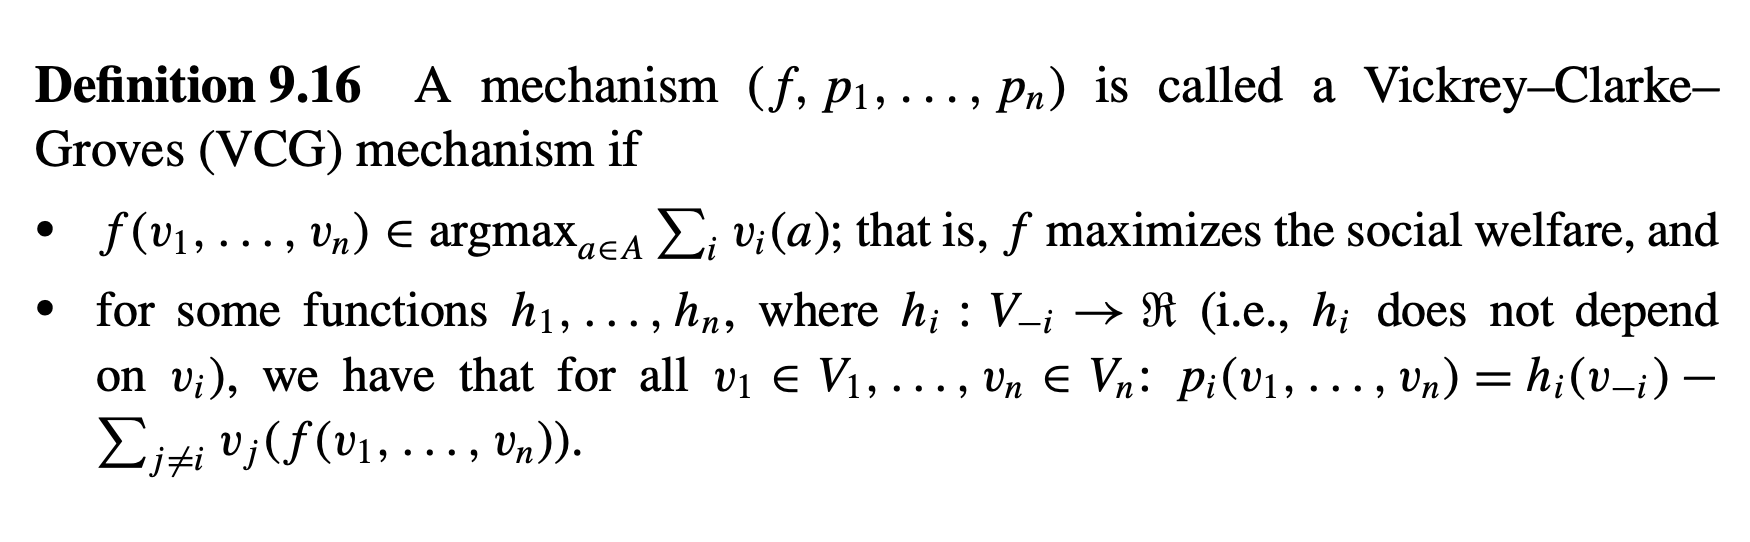 Definition 9.16 A mechanism (f, p₁, . . . , pₙ) is called a Vickrey–Clarke–
Groves (VCG) mechanism if
• f(v₁, . . . , vₙ) ∈ argmaxₐ∈A ∑ᵢ vᵢ(a); that is, f maximizes the social welfare, and
• for some functions h₁, . . . , hₙ, where hᵢ : V₋ᵢ → ℜ (i.e., hᵢ does not depend
on vᵢ), we have that for all v₁ ∈ V₁, . . . , vₙ ∈ Vₙ: pᵢ(v₁, . . . , vₙ) = hᵢ(v₋ᵢ) −
∑ⱼ≠ᵢ vⱼ(f(v₁, . . . , vₙ)).